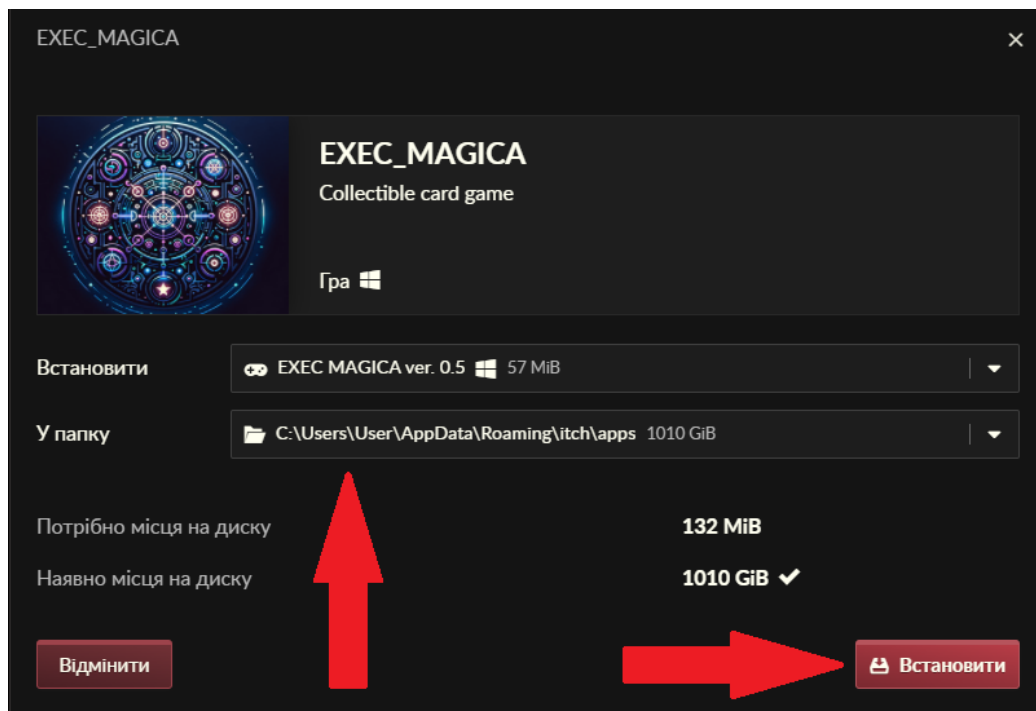 EXEC_MAGICA
EXEC_MAGICA
Collectible card game
Гра
Встановити EXEC MAGICA ver. 0.5 57 MiB
У папку C:\Users\User\AppData\Roaming\itch\apps 1010 GiB
Потрібно місця на диску 132 MiB
Наявно місця на диску 1010 GiB
Відмінити Встановити